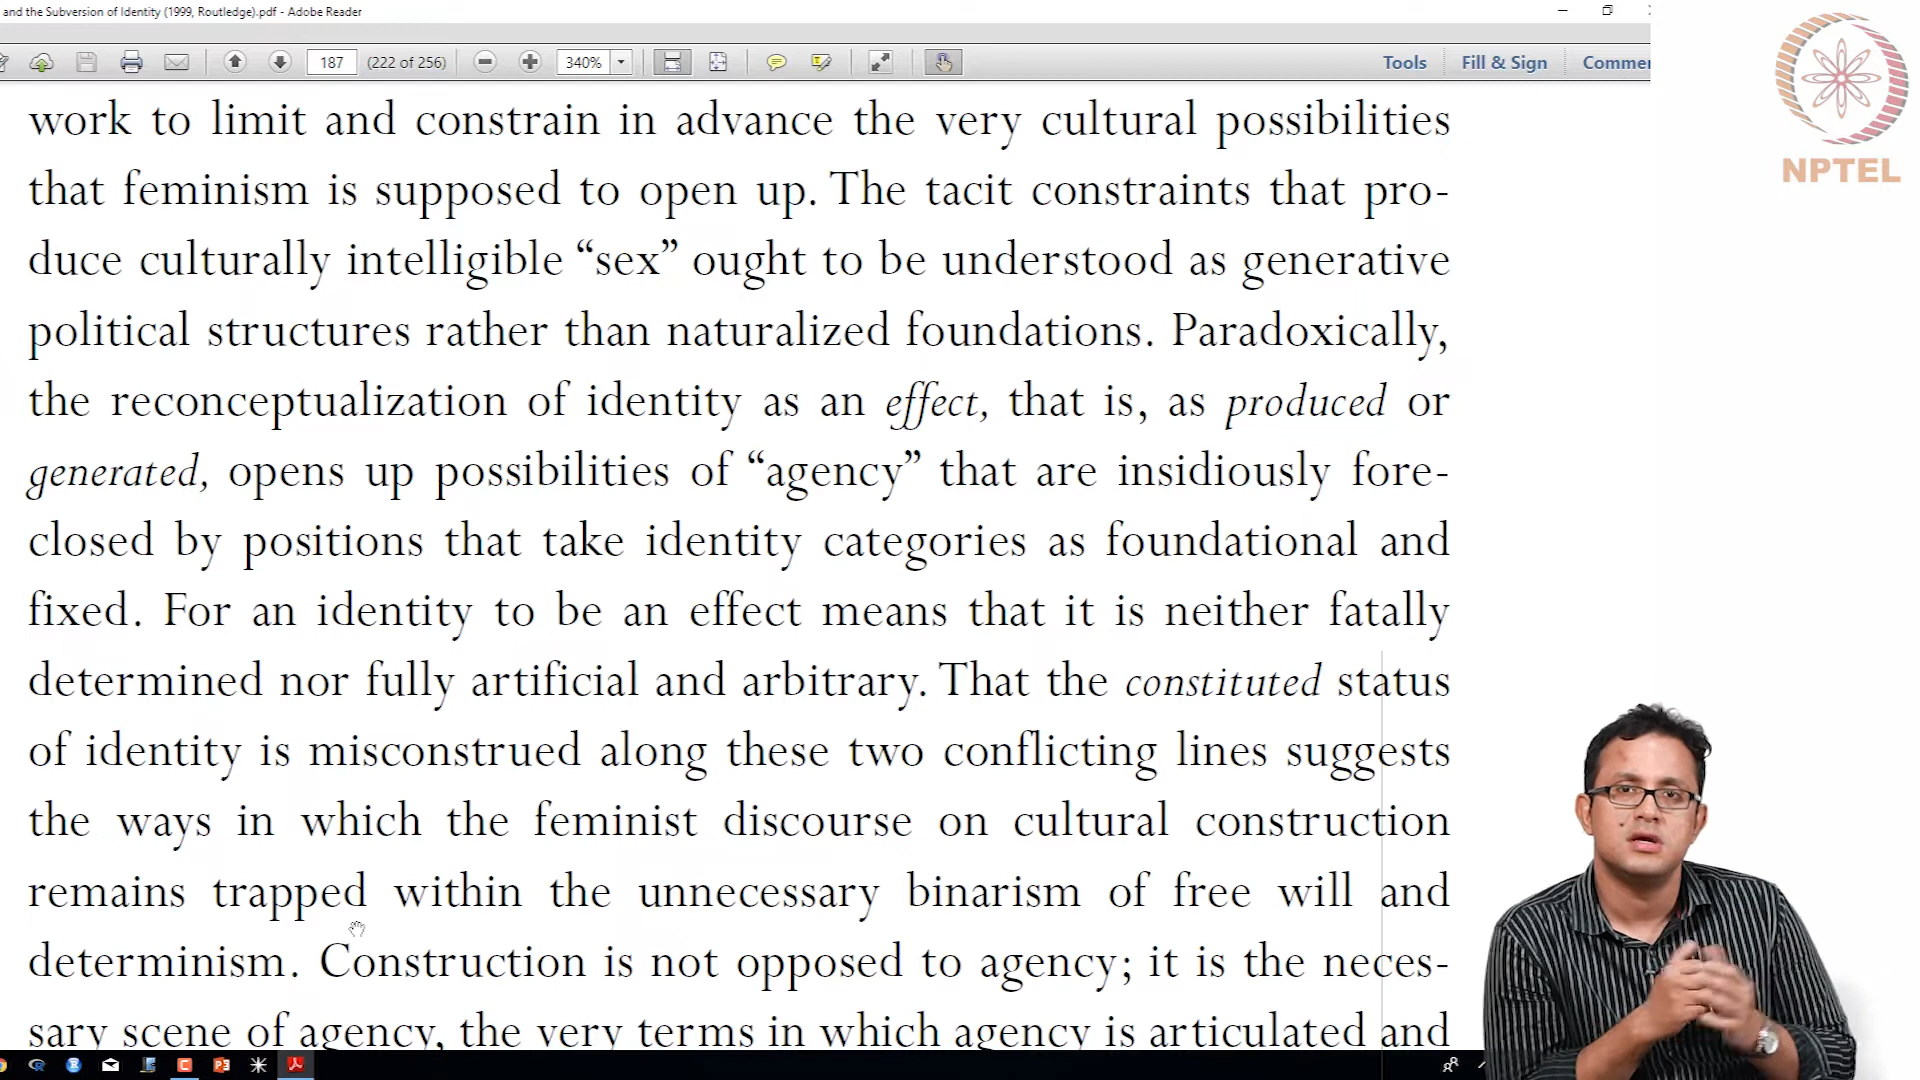 and the Subversion of Identity (1999, Routledge).pdf - Adobe Reader
187 (222 of 256) 340% Tools Fill & Sign Commen
NPTEL
work to limit and constrain in advance the very cultural possibilities
that feminism is supposed to open up. The tacit constraints that pro-
duce culturally intelligible “sex” ought to be understood as generative
political structures rather than naturalized foundations. Paradoxically,
the reconceptualization of identity as an effect, that is, as produced or
generated, opens up possibilities of “agency” that are insidiously fore-
closed by positions that take identity categories as foundational and
fixed. For an identity to be an effect means that it is neither fatally
determined nor fully artificial and arbitrary. That the constituted status
of identity is misconstrued along these two conflicting lines suggests
the ways in which the feminist discourse on cultural construction
remains trapped within the unnecessary binarism of free will and
determinism. Construction is not opposed to agency; it is the neces-
sary scene of agency, the very terms in which agency is articulated and